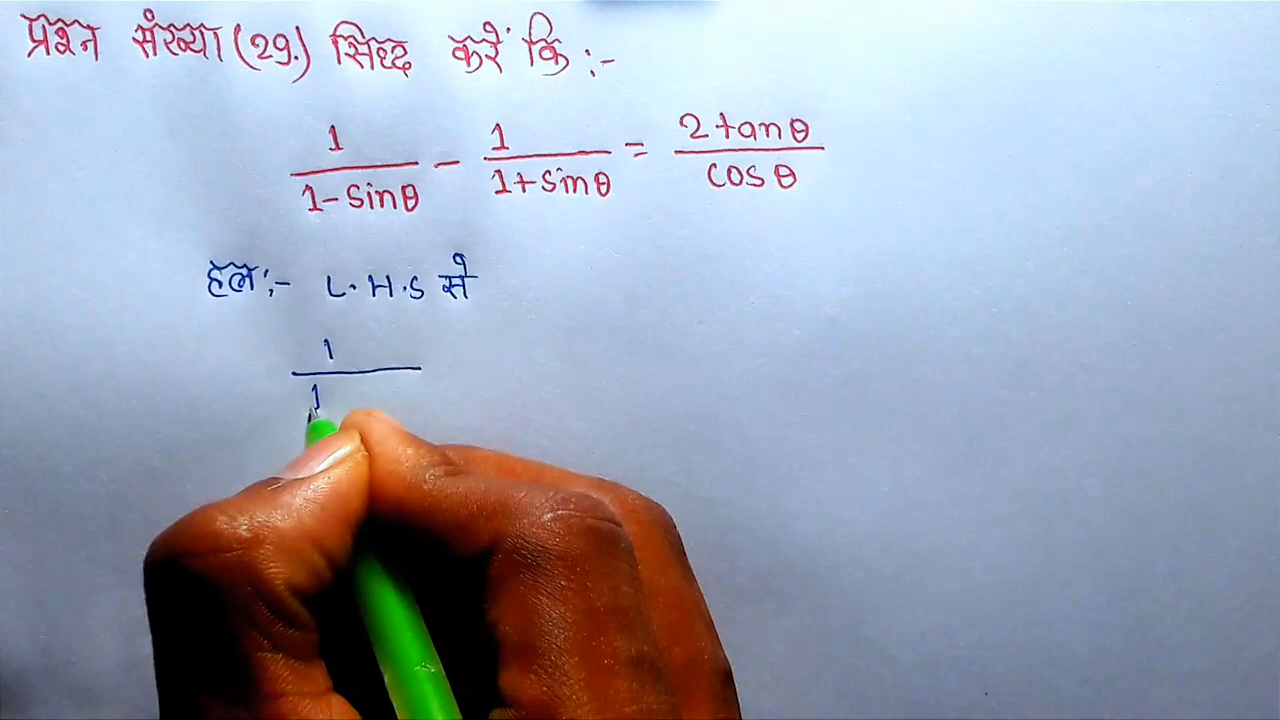 प्रश्न संख्या (29.) सिद्ध करें कि :-
1/(1-sinθ) - 1/(1+sinθ) = 2tanθ/cosθ
हल:- L.H.S से
1/1